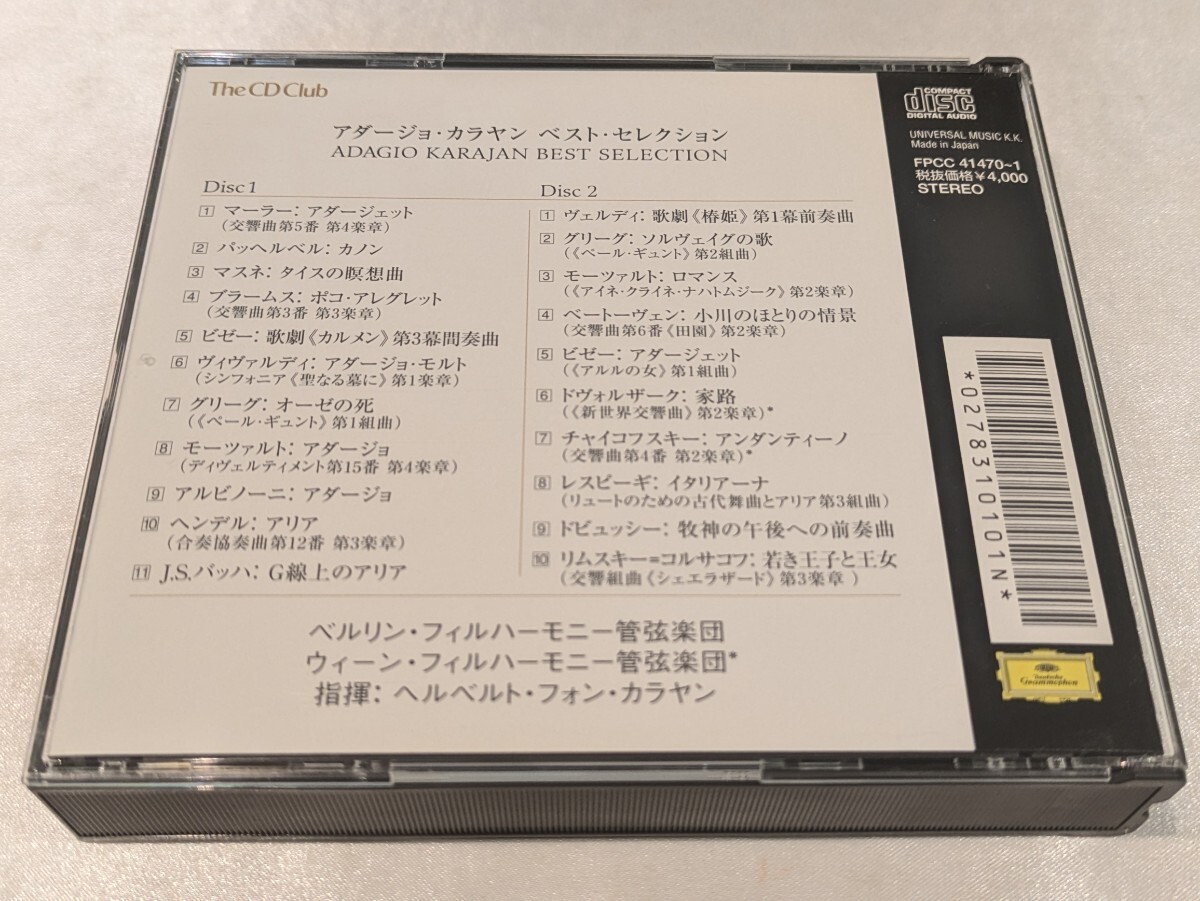 The CD Club
アダージョ・カラヤン ベスト・セレクション
ADAGIO KARAJAN BEST SELECTION
Disc 1
1 マーラー: アダージェット
(交響曲第5番 第4楽章)
2 パッヘルベル: カノン
3 マスネ: タイスの瞑想曲
4 ブラームス: ポコ・アレグレット
(交響曲第3番 第3楽章)
5 ビゼー: 歌劇《カルメン》第3幕間奏曲
6 ヴィヴァルディ: アダージョ・モルト
(シンフォニア《聖なる墓に》第1楽章)
7 グリーグ: オーゼの死
(《ペール・ギュント》第1組曲)
8 モーツァルト: アダージョ
(ディヴェルティメント第15番 第4楽章)
9 アルビノーニ: アダージョ
10 ヘンデル: アリア
(合奏協奏曲第12番 第3楽章)
11 J.S.バッハ: G線上のアリア
Disc 2
1 ヴェルディ: 歌劇《椿姫》第1幕前奏曲
2 グリーグ: ソルヴェイグの歌
(《ペール・ギュント》第2組曲)
3 モーツァルト: ロマンス
(《アイネ・クライネ・ナハトムジーク》第2楽章)
4 ベートーヴェン: 小川のほとりの情景
(交響曲第6番《田園》第2楽章)
5 ビゼー: アダージェット
(《アルルの女》第1組曲)
6 ドヴォルザーク: 家路
(《新世界交響曲》第2楽章)*
7 チャイコフスキー: アンダンティーノ
(交響曲第4番 第2楽章)*
8 レスピーギ: イタリアーナ
(リュートのための古代舞曲とアリア第3組曲)
9 ドビュッシー: 牧神の午後への前奏曲
10 リムスキー=コルサコフ: 若き王子と王女
(交響組曲《シェエラザード》第3楽章 )
ベルリン・フィルハーモニー管弦楽団
ウィーン・フィルハーモニー管弦楽団*
指揮: ヘルベルト・フォン・カラヤン
COMPACT
disc
DIGITAL AUDIO
UNIVERSAL MUSIC K.K.
Made in Japan
FPCC 41470~1
税抜価格¥4,000
STEREO
*027831010101N*
Deutsche
Grammophon